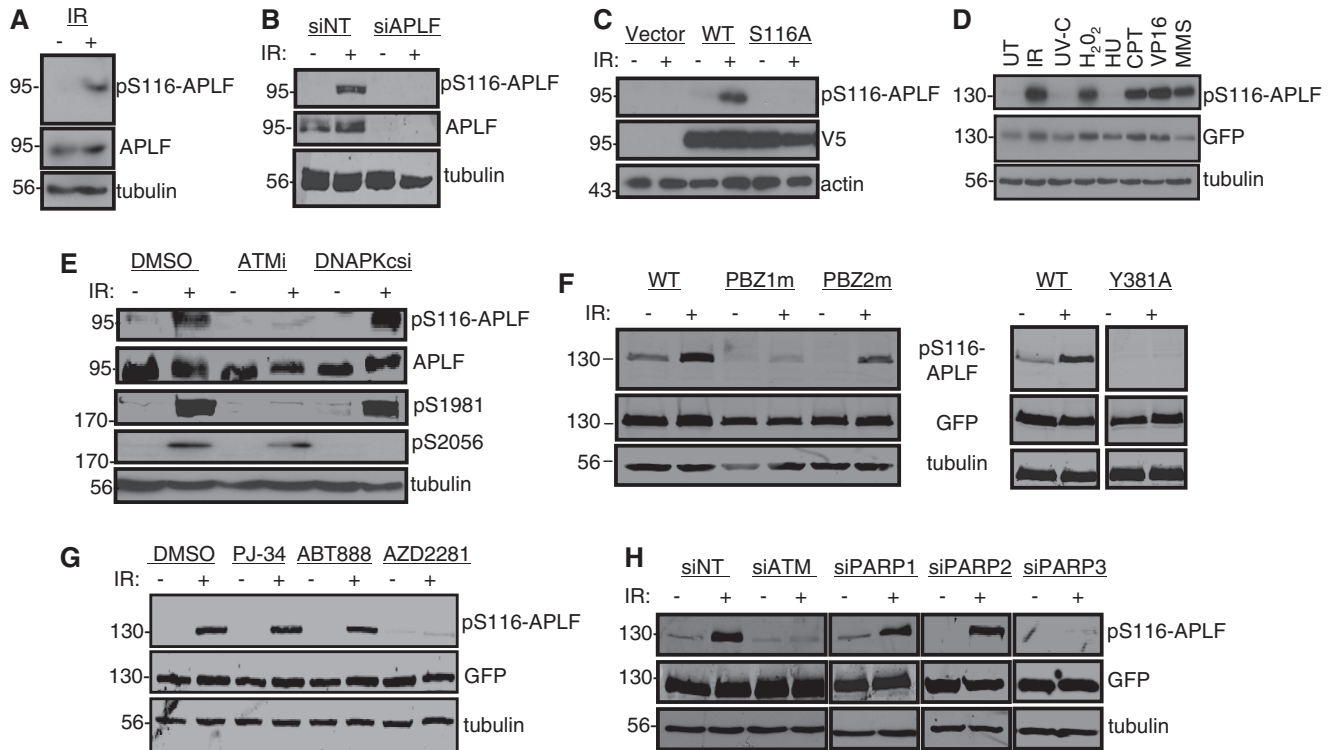 A
IR
- +
95- pS116-APLF
95- APLF
56- tubulin
B
siNT siAPLF
IR: - + - +
95- pS116-APLF
95- APLF
56- tubulin
C
Vector WT S116A
IR: - + - + - +
95- pS116-APLF
95- V5
43- actin
D
UT IR UV-C H₂O₂ HU CPT VP16 MMS
130- pS116-APLF
130- GFP
56- tubulin
E
DMSO ATMi DNAPKcsi
IR: - + - + - +
95- pS116-APLF
95- APLF
170- pS1981
170- pS2056
56- tubulin
F
WT PBZ1m PBZ2m WT Y381A
IR: - + - + - + - + - +
130- pS116-
APLF
130- GFP
56- tubulin
G
DMSO PJ-34 ABT888 AZD2281
IR: - + - + - + - +
130- pS116-APLF
130- GFP
56- tubulin
H
siNT siATM siPARP1 siPARP2 siPARP3
IR: - + - + - + - + - +
130- pS116-APLF
130- GFP
56- tubulin